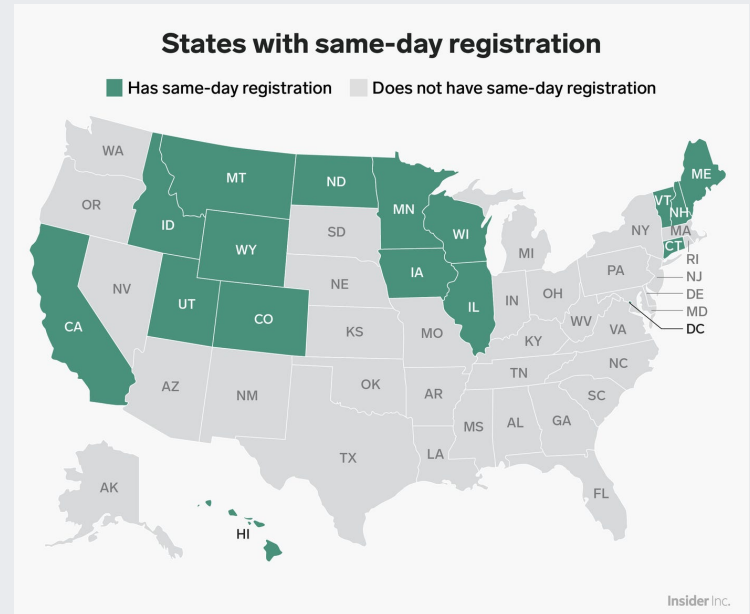 States with same-day registration
Has same-day registration
Does not have same-day registration
WA
MT
ND
MN
ME
VT
NH
OR
ID
SD
WI
NY
MA
CT
WY
MI
RI
NV
UT
NE
IA
IL
IN
OH
PA
NJ
DE
MD
DC
CA
CO
KS
MO
KY
WV
VA
AZ
NM
OK
AR
TN
NC
SC
TX
LA
MS
AL
GA
FL
AK
HI
Insider Inc.